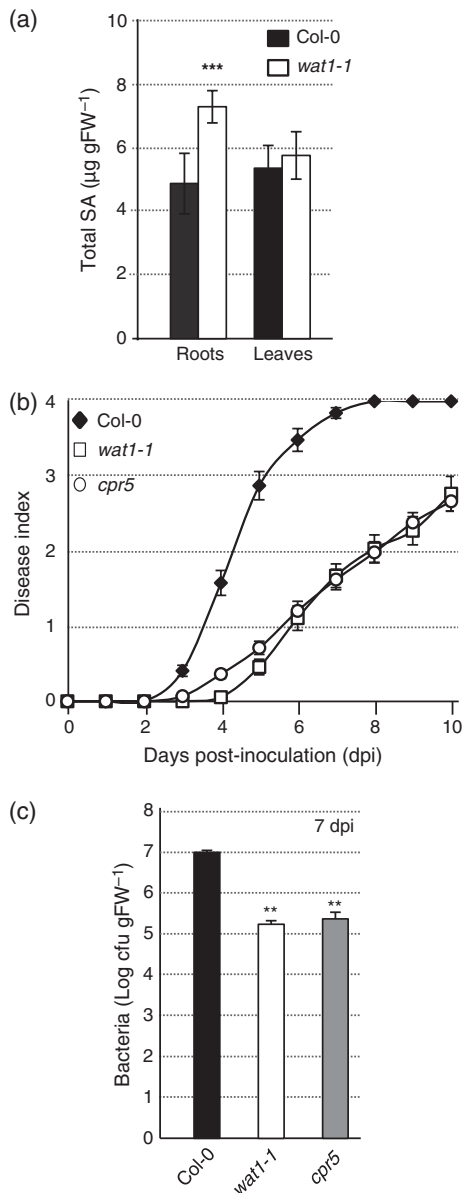 (a)
Col-0
wat1-1
Total SA (µg gFW⁻¹)
10
8
6
4
2
0
***
Roots
Leaves
(b)
Col-0
wat1-1
cpr5
Disease index
4
3
2
1
0
0 2 4 6 8 10
Days post-inoculation (dpi)
(c)
7 dpi
Bacteria (Log cfu gFW⁻¹)
8
7
6
5
4
3
2
1
0
**
**
Col-0
wat1-1
cpr5